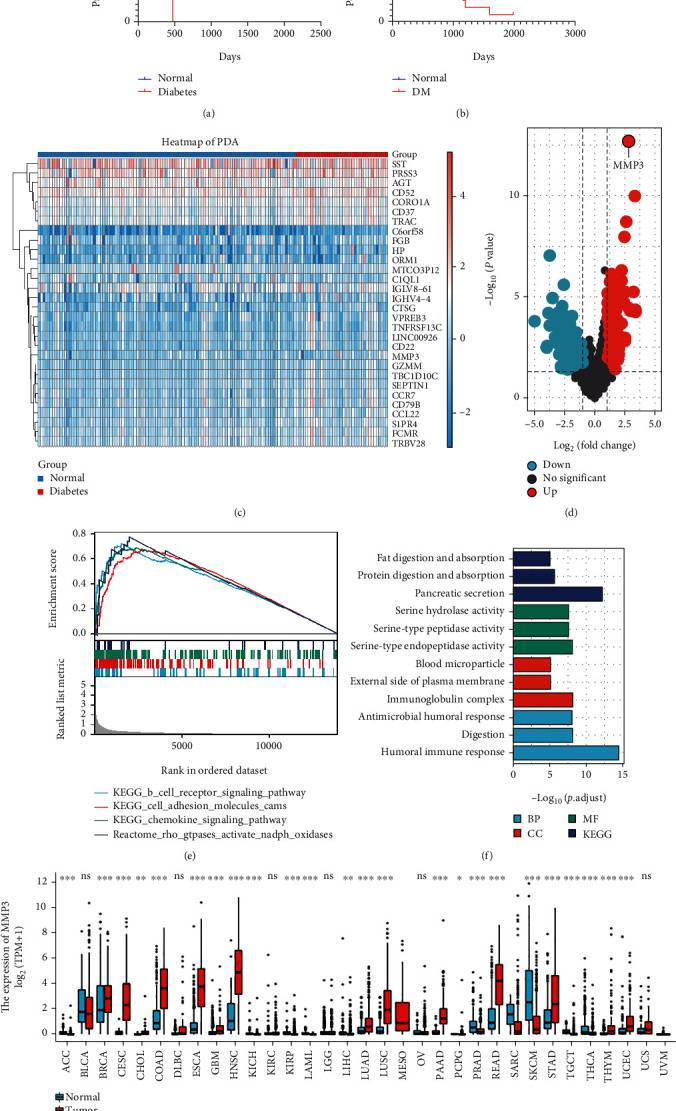 0
0 500 1000 1500 2000 2500
Days
Normal
Diabetes
(a)
0
0 1000 2000 3000
Days
Normal
DM
(b)
Heatmap of PDA
Group
SST
PRSS3
AGT
CD52
CORO1A
CD37
TRAC
C6orf58
FGB
HP
ORM1
MTCO3P12
C1QL1
IGLV8−61
IGHV4−4
CTSG
VPREB3
TNFRSF13C
LINC00926
CD22
MMP3
GZMM
TBC1D10C
SEPTIN1
CCR7
CD79B
CCL22
S1PR4
FCMR
TRBV28
4
2
0
−2
Group
Normal
Diabetes
(c)
MMP3
−Log10 (P value)
10
5
0
−5.0 −2.5 0.0 2.5 5.0
Log2 (fold change)
Down
No significant
Up
(d)
Enrichment score
0.8
0.6
0.4
0.2
0.0
Ranked list metric
5
4
3
2
1
0
5000 10000
Rank in ordered dataset
KEGG_b_cell_receptor_signaling_pathway
KEGG_cell_adhesion_molecules_cams
KEGG_chemokine_signaling_pathway
Reactome_rho_gtpases_activate_nadph_oxidases
(e)
Fat digestion and absorption
Protein digestion and absorption
Pancreatic secretion
Serine hydrolase activity
Serine-type peptidase activity
Serine-type endopeptidase activity
Blood microparticle
External side of plasma membrane
Immunoglobulin complex
Antimicrobial humoral response
Digestion
Humoral immune response
0 5 10 15
−Log10 (p.adjust)
BP MF
CC KEGG
(f)
The expression of MMP3
log2 (TPM+1)
12
10
8
6
4
2
0
*** ns *** *** ** *** ns *** *** *** *** ns *** *** ns ** *** *** ns *** * *** *** *** *** *** *** *** *** *** ns
ACC BLCA BRCA CESC CHOL COAD DLBC ESCA GBM HNSC KICH KIRC KIRP LAML LGG LIHC LUAD LUSC MESO OV PAAD PCPG PRAD READ SARC SKCM STAD TGCT THCA THYM UCEC UCS UVM
Normal
Tumor